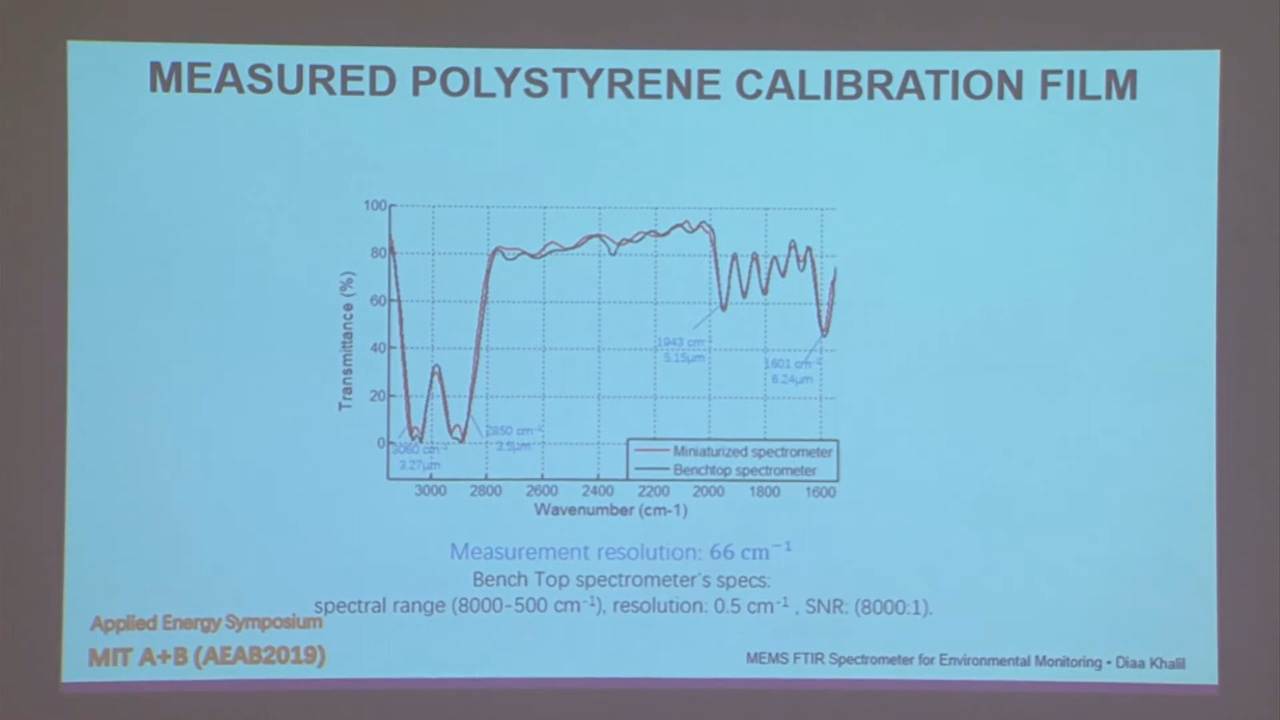 MEASURED POLYSTYRENE CALIBRATION FILM
100
80
60
40
20
0
Transmittance (%)
1943 cm⁻¹
5.15μm
1601 cm⁻¹
6.24μm
2850 cm⁻¹
3.5μm
3060 cm⁻¹
3.27μm
Miniaturized spectrometer
Benchtop spectrometer
3000 2800 2600 2400 2200 2000 1800 1600
Wavenumber (cm-1)
Measurement resolution: 66 cm⁻¹
Bench Top spectrometer's specs:
spectral range (8000-500 cm⁻¹), resolution: 0.5 cm⁻¹ , SNR: (8000:1).
Applied Energy Symposium
MIT A+B (AEAB2019)
MEMS FTIR Spectrometer for Environmental Monitoring • Diaa Khalil